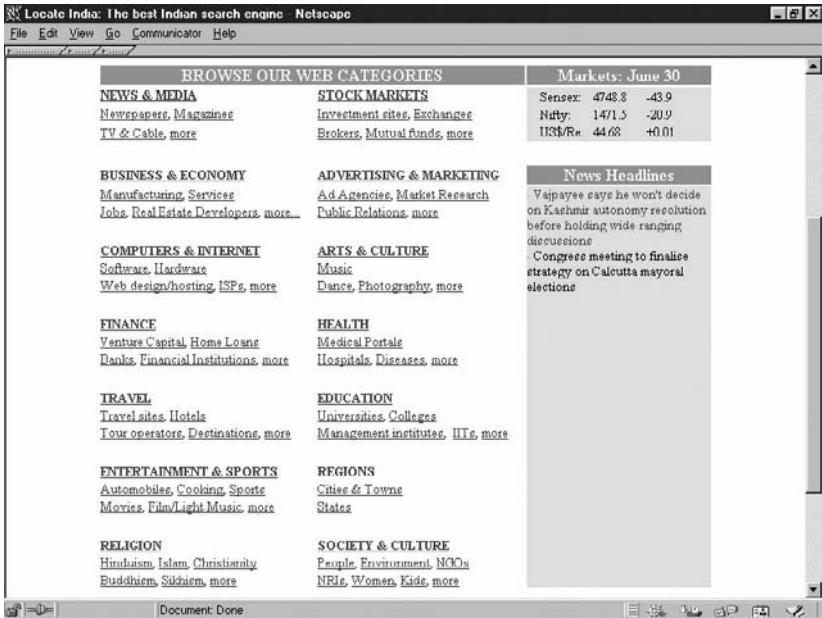 Locate India: The best Indian search engine - Netscape
File Edit View Go Communicator Help
BROWSE OUR WEB CATEGORIES
NEWS & MEDIA
Newspapers, Magazines
TV & Cable, more
STOCK MARKETS
Investment sites, Exchanges
Brokers, Mutual funds, more
BUSINESS & ECONOMY
Manufacturing, Services
Jobs, Real Estate Developers, more...
ADVERTISING & MARKETING
Ad Agencies, Market Research
Public Relations, more
COMPUTERS & INTERNET
Software, Hardware
Web design/hosting, ISPs, more
ARTS & CULTURE
Music
Dance, Photography, more
FINANCE
Venture Capital, Home Loans
Banks, Financial Institutions, more
HEALTH
Medical Portals
Hospitals, Diseases, more
TRAVEL
Travel sites, Hotels
Tour operators, Destinations, more
EDUCATION
Universities, Colleges
Management institutes, IITs, more
ENTERTAINMENT & SPORTS
Automobiles, Cooking, Sports
Movies, Film/Light Music, more
REGIONS
Cities & Towns
States
RELIGION
Hinduism, Islam, Christianity
Buddhism, Sikhism, more
SOCIETY & CULTURE
People, Environment, NGOs
NRIs, Women, Kids, more
Markets: June 30
Sensex: 4748.8 -43.9
Nifty: 1471.5 -20.9
US$/Re 44.68 +0.01
News Headlines
- Vajpayee says he won't decide
on Kashmir autonomy resolution
before holding wide ranging
discussions
- Congress meeting to finalise
strategy on Calcutta mayoral
elections
Document: Done